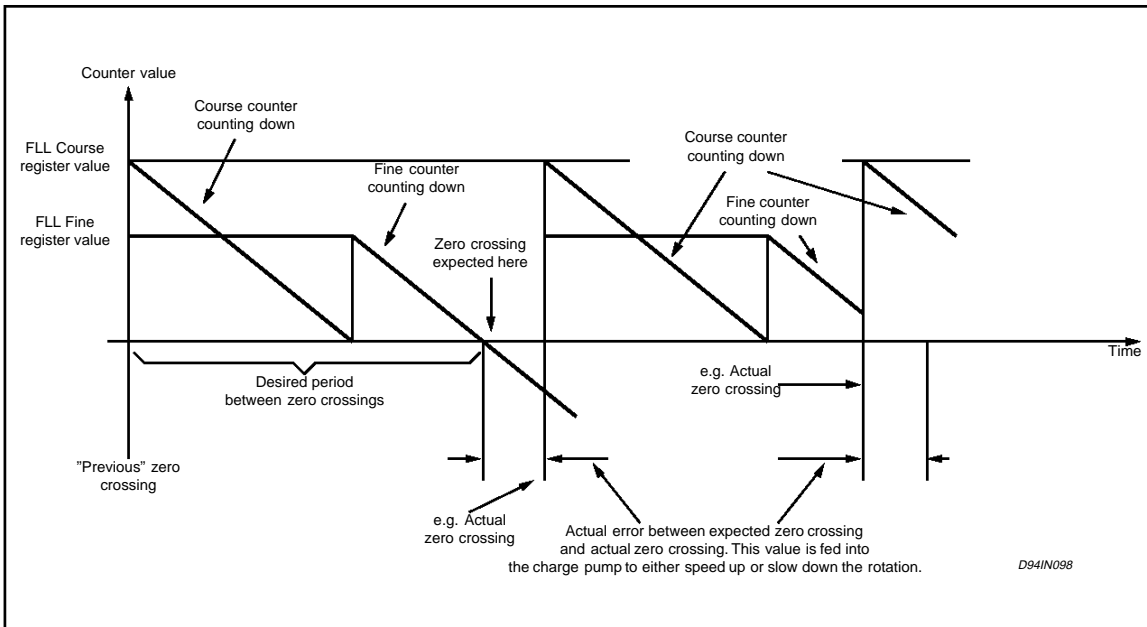 Counter value
Course counter
counting down
FLL Course
register value
Fine counter
counting down
FLL Fine
register value
Zero crossing
expected here
Course counter
counting down
Fine counter
counting down
Time
Desired period
between zero crossings
e.g. Actual
zero crossing
"Previous" zero
crossing
e.g. Actual
zero crossing
Actual error between expected zero crossing
and actual zero crossing. This value is fed into
the charge pump to either speed up or slow down the rotation.
D94IN098